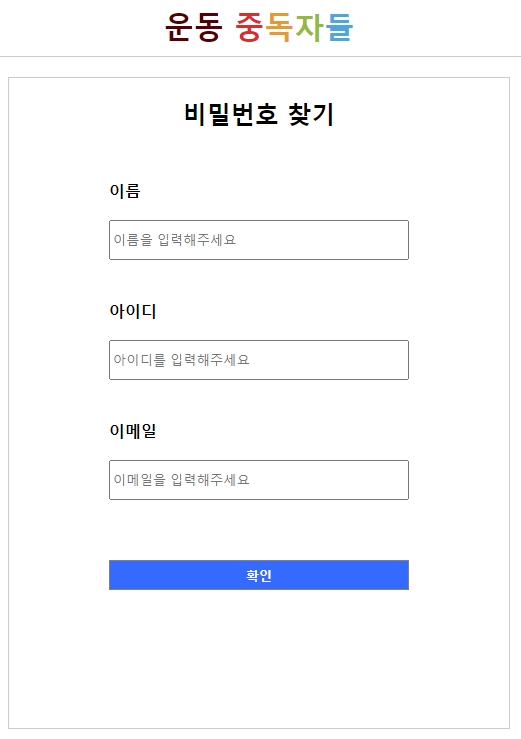 운동 중독자들
비밀번호 찾기
이름
이름을 입력해주세요
아이디
아이디를 입력해주세요
이메일
이메일을 입력해주세요
확인